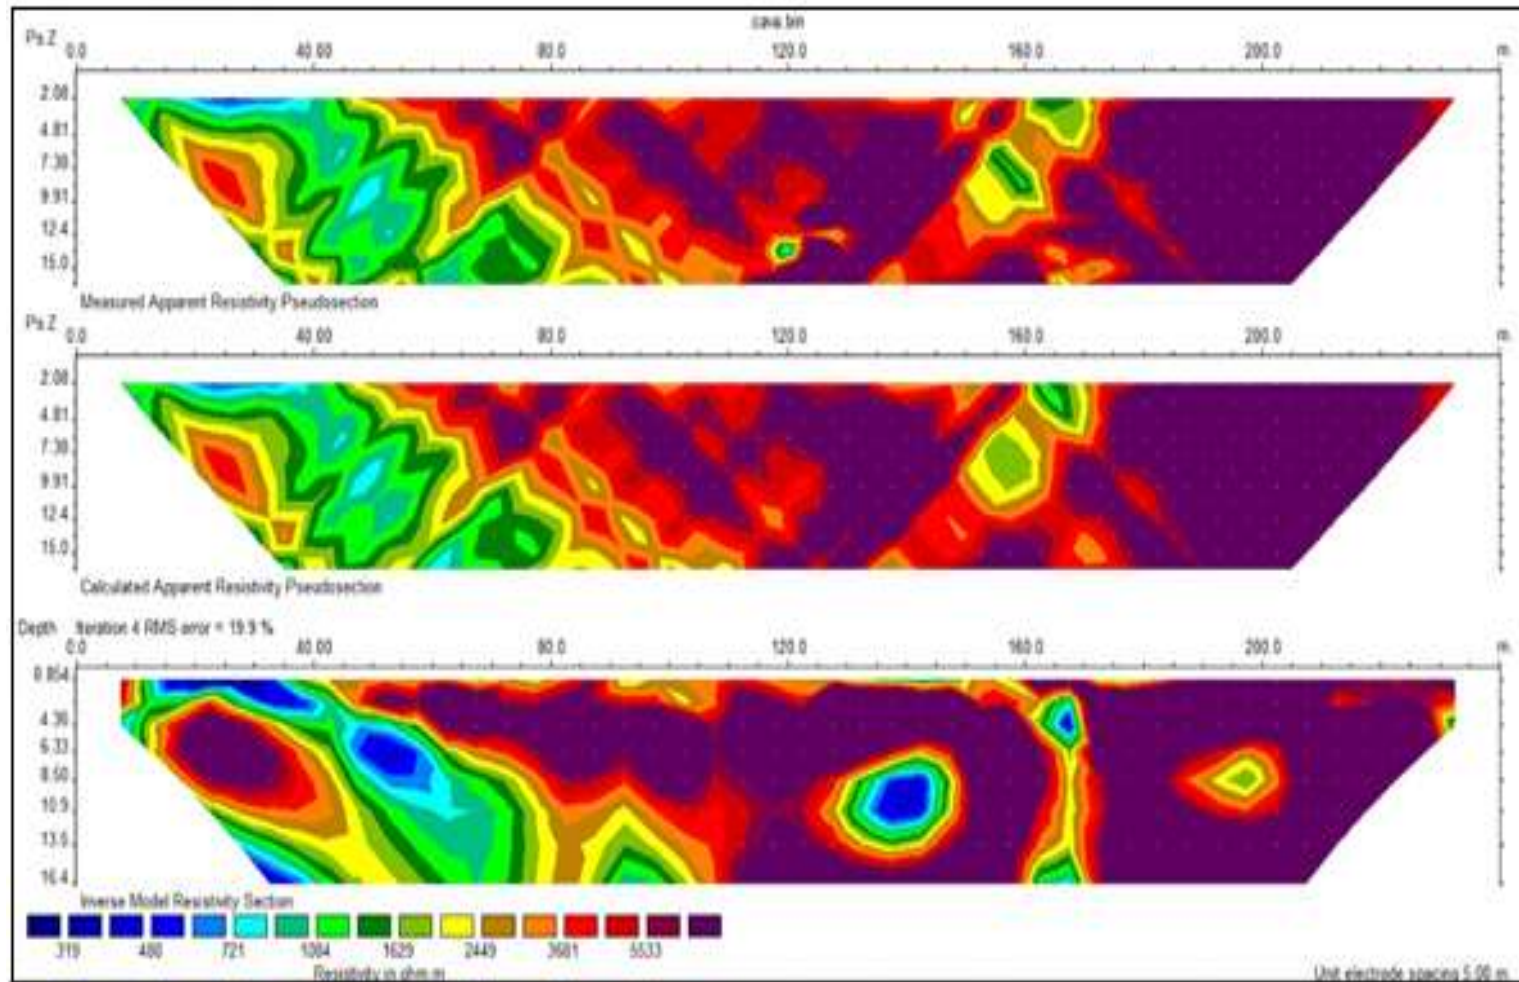 cava.bin
Ps.Z 0.0 40.00 80.0 120.0 160.0 200.0 m.
2.08
4.81
7.38
9.91
12.4
15.0
Measured Apparent Resistivity Pseudosection
Ps.Z 0.0 40.00 80.0 120.0 160.0 200.0 m.
2.08
4.81
7.38
9.91
12.4
15.0
Calculated Apparent Resistivity Pseudosection
Depth Iteration 4 RMS error = 19.9 %
0.0 40.00 80.0 120.0 160.0 200.0 m.
0.854
4.36
6.33
8.50
10.9
13.5
16.4
Inverse Model Resistivity Section
319 480 721 1084 1629 2449 3681 5533
Resistivity in ohm.m
Unit electrode spacing 5.00 m.